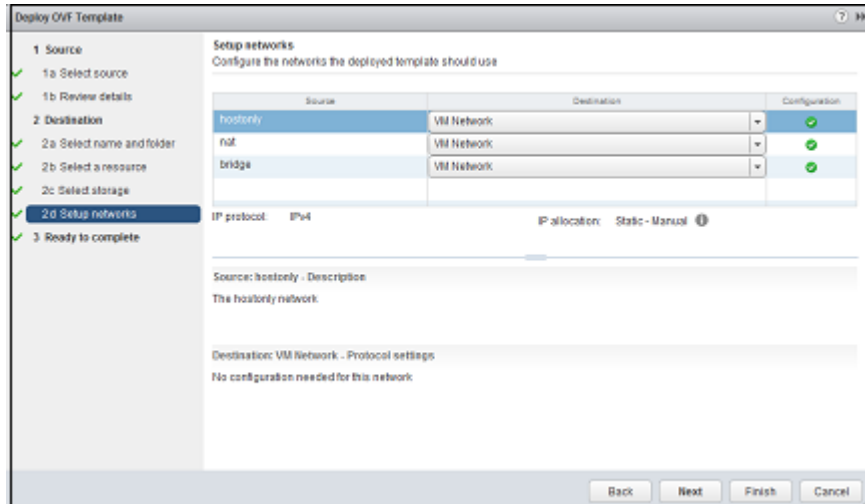 Deploy OVF Template
?
1 Source
1a Select source
1b Review details
2 Destination
2a Select name and folder
2b Select a resource
2c Select storage
2d Setup networks
3 Ready to complete
Setup networks
Configure the networks the deployed template should use
Source Destination Configuration
hostonly VM Network
nat VM Network
bridge VM Network
IP protocol: IPv4 IP allocation: Static - Manual
Source: hostonly - Description
The hostonly network
Destination: VM Network - Protocol settings
No configuration needed for this network
Back Next Finish Cancel